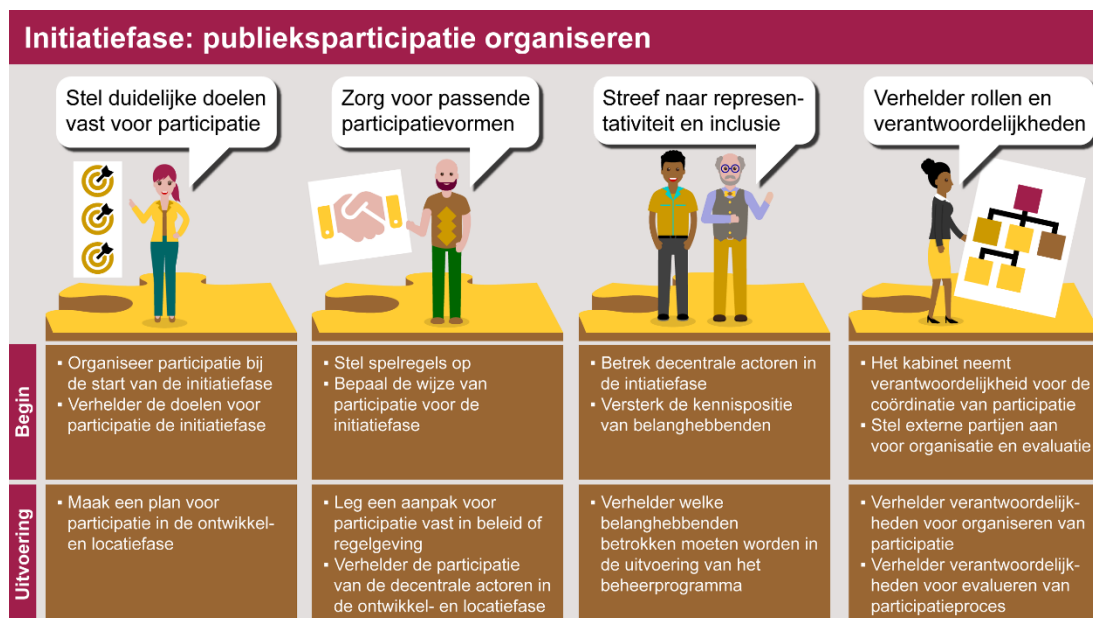 Initiatiefase: publieksparticipatie organiseren
Stel duidelijke doelen
vast voor participatie
Zorg voor passende
participatievormen
Streef naar represen-
tativiteit en inclusie
Verhelder rollen en
verantwoordelijkheden
Begin
▪ Organiseer participatie bij
de start van de initiatiefase
▪ Verhelder de doelen voor
participatie de initiatiefase
▪ Stel spelregels op
▪ Bepaal de wijze van
participatie voor de
initiatiefase
▪ Betrek decentrale actoren in
de intiatiefase
▪ Versterk de kennispositie
van belanghebbenden
▪ Het kabinet neemt
verantwoordelijkheid voor de
coördinatie van participatie
▪ Stel externe partijen aan
voor organisatie en evaluatie
Uitvoering
▪ Maak een plan voor
participatie in de ontwikkel-
en locatiefase
▪ Leg een aanpak voor
participatie vast in beleid of
regelgeving
▪ Verhelder de participatie
van de decentrale actoren in
de ontwikkel- en locatiefase
▪ Verhelder welke
belanghebbenden
betrokken moeten worden in
de uitvoering van het
beheerprogramma
▪ Verhelder verantwoordelijk-
heden voor organiseren van
participatie
▪ Verhelder verantwoordelijk-
heden voor evalueren van
participatieproces